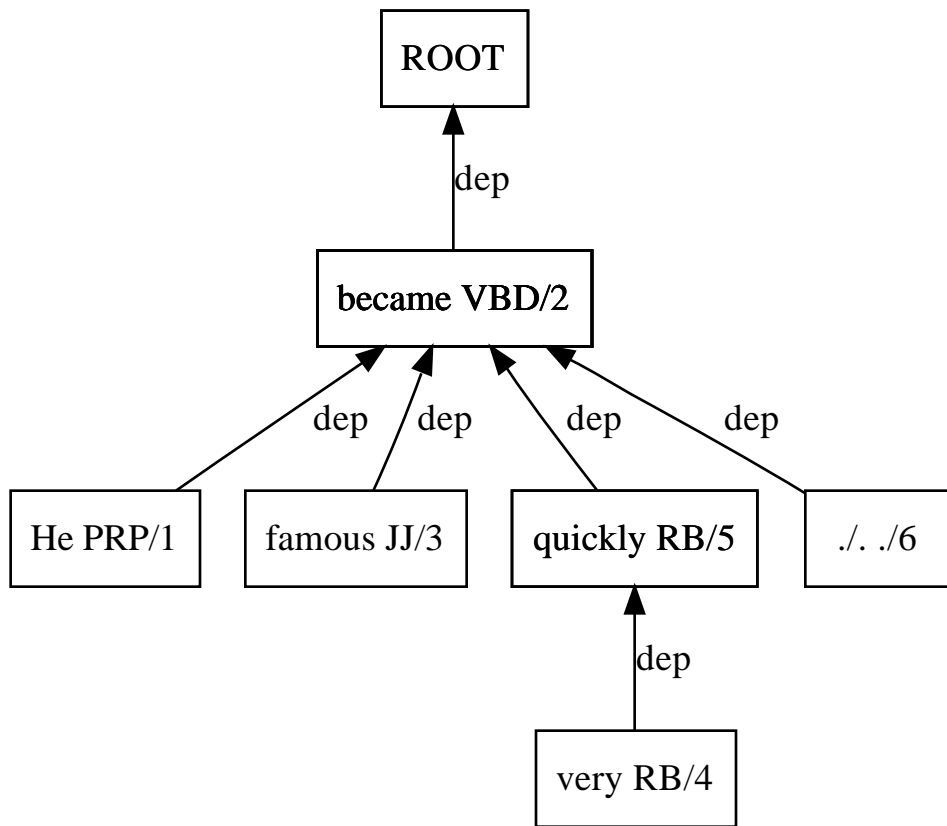 ROOT
dep
became VBD/2
dep dep dep dep
He PRP/1 famous JJ/3 quickly RB/5 ./. ./6
dep
very RB/4